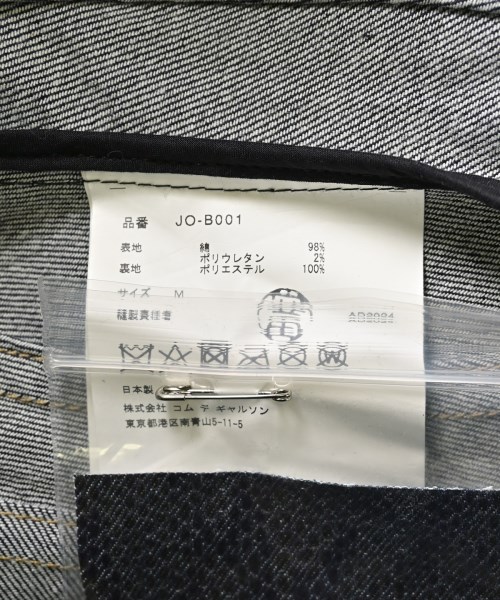 品番 JO-B001
表地 綿 98%
ポリウレタン 2%
裏地 ポリエステル 100%
サイズ M
縫製責任者
日本製
株式会社 コム デ ギャルソン
東京都港区南青山5-11-5